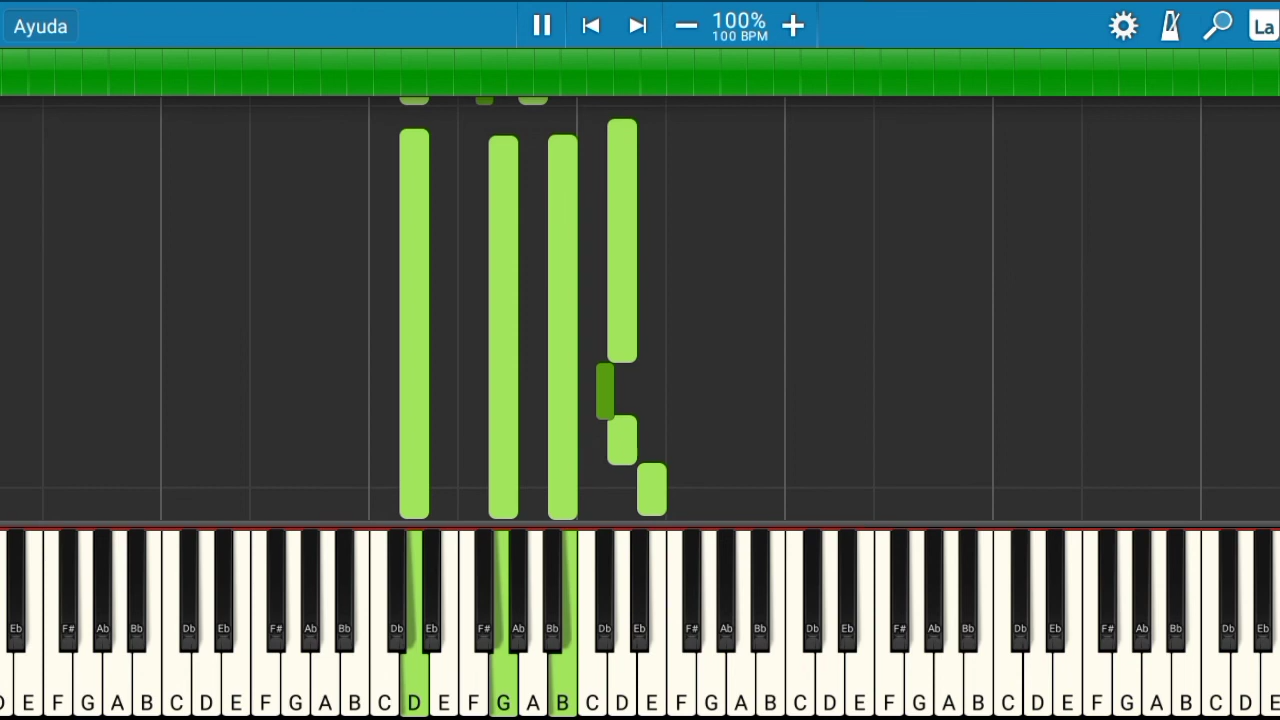 Ayuda
100%
100 BPM
La
Eb F# Ab Bb Db Eb F# Ab Bb Db Eb F# Ab Bb Db Eb F# Ab Bb Db Eb F# Ab Bb Db Eb F# Ab Bb Db Eb
D E F G A B C D E F G A B C D E F G A B C D E F G A B C D E F G A B C D E F G A B C D E